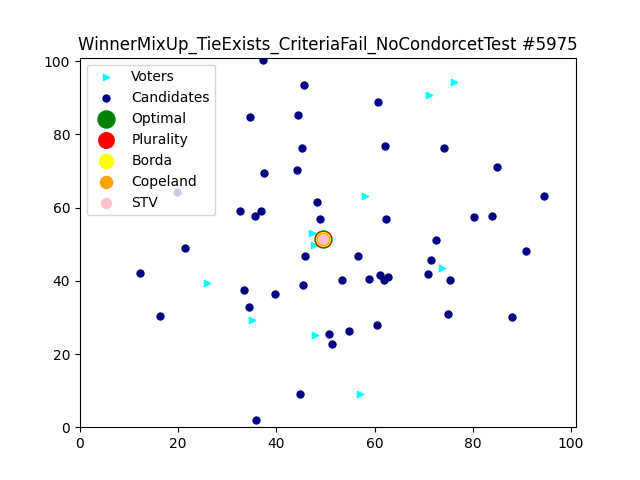 WinnerMixUp_TieExists_CriteriaFail_NoCondorcetTest #5975
100
80
60
40
20
0
Voters
Candidates
Optimal
Plurality
Borda
Copeland
STV
0 20 40 60 80 100